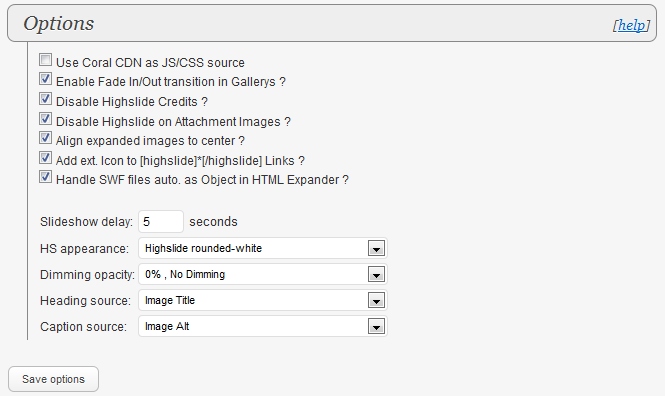 Options [help]
Use Coral CDN as JS/CSS source
Enable Fade In/Out transition in Gallerys ?
Disable Highslide Credits ?
Disable Highslide on Attachment Images ?
Align expanded images to center ?
Add ext. Icon to [highslide]*[/highslide] Links ?
Handle SWF files auto. as Object in HTML Expander ?
Slideshow delay: 5 seconds
HS appearance: Highslide rounded-white
Dimming opacity: 0% , No Dimming
Heading source: Image Title
Caption source: Image Alt
Save options